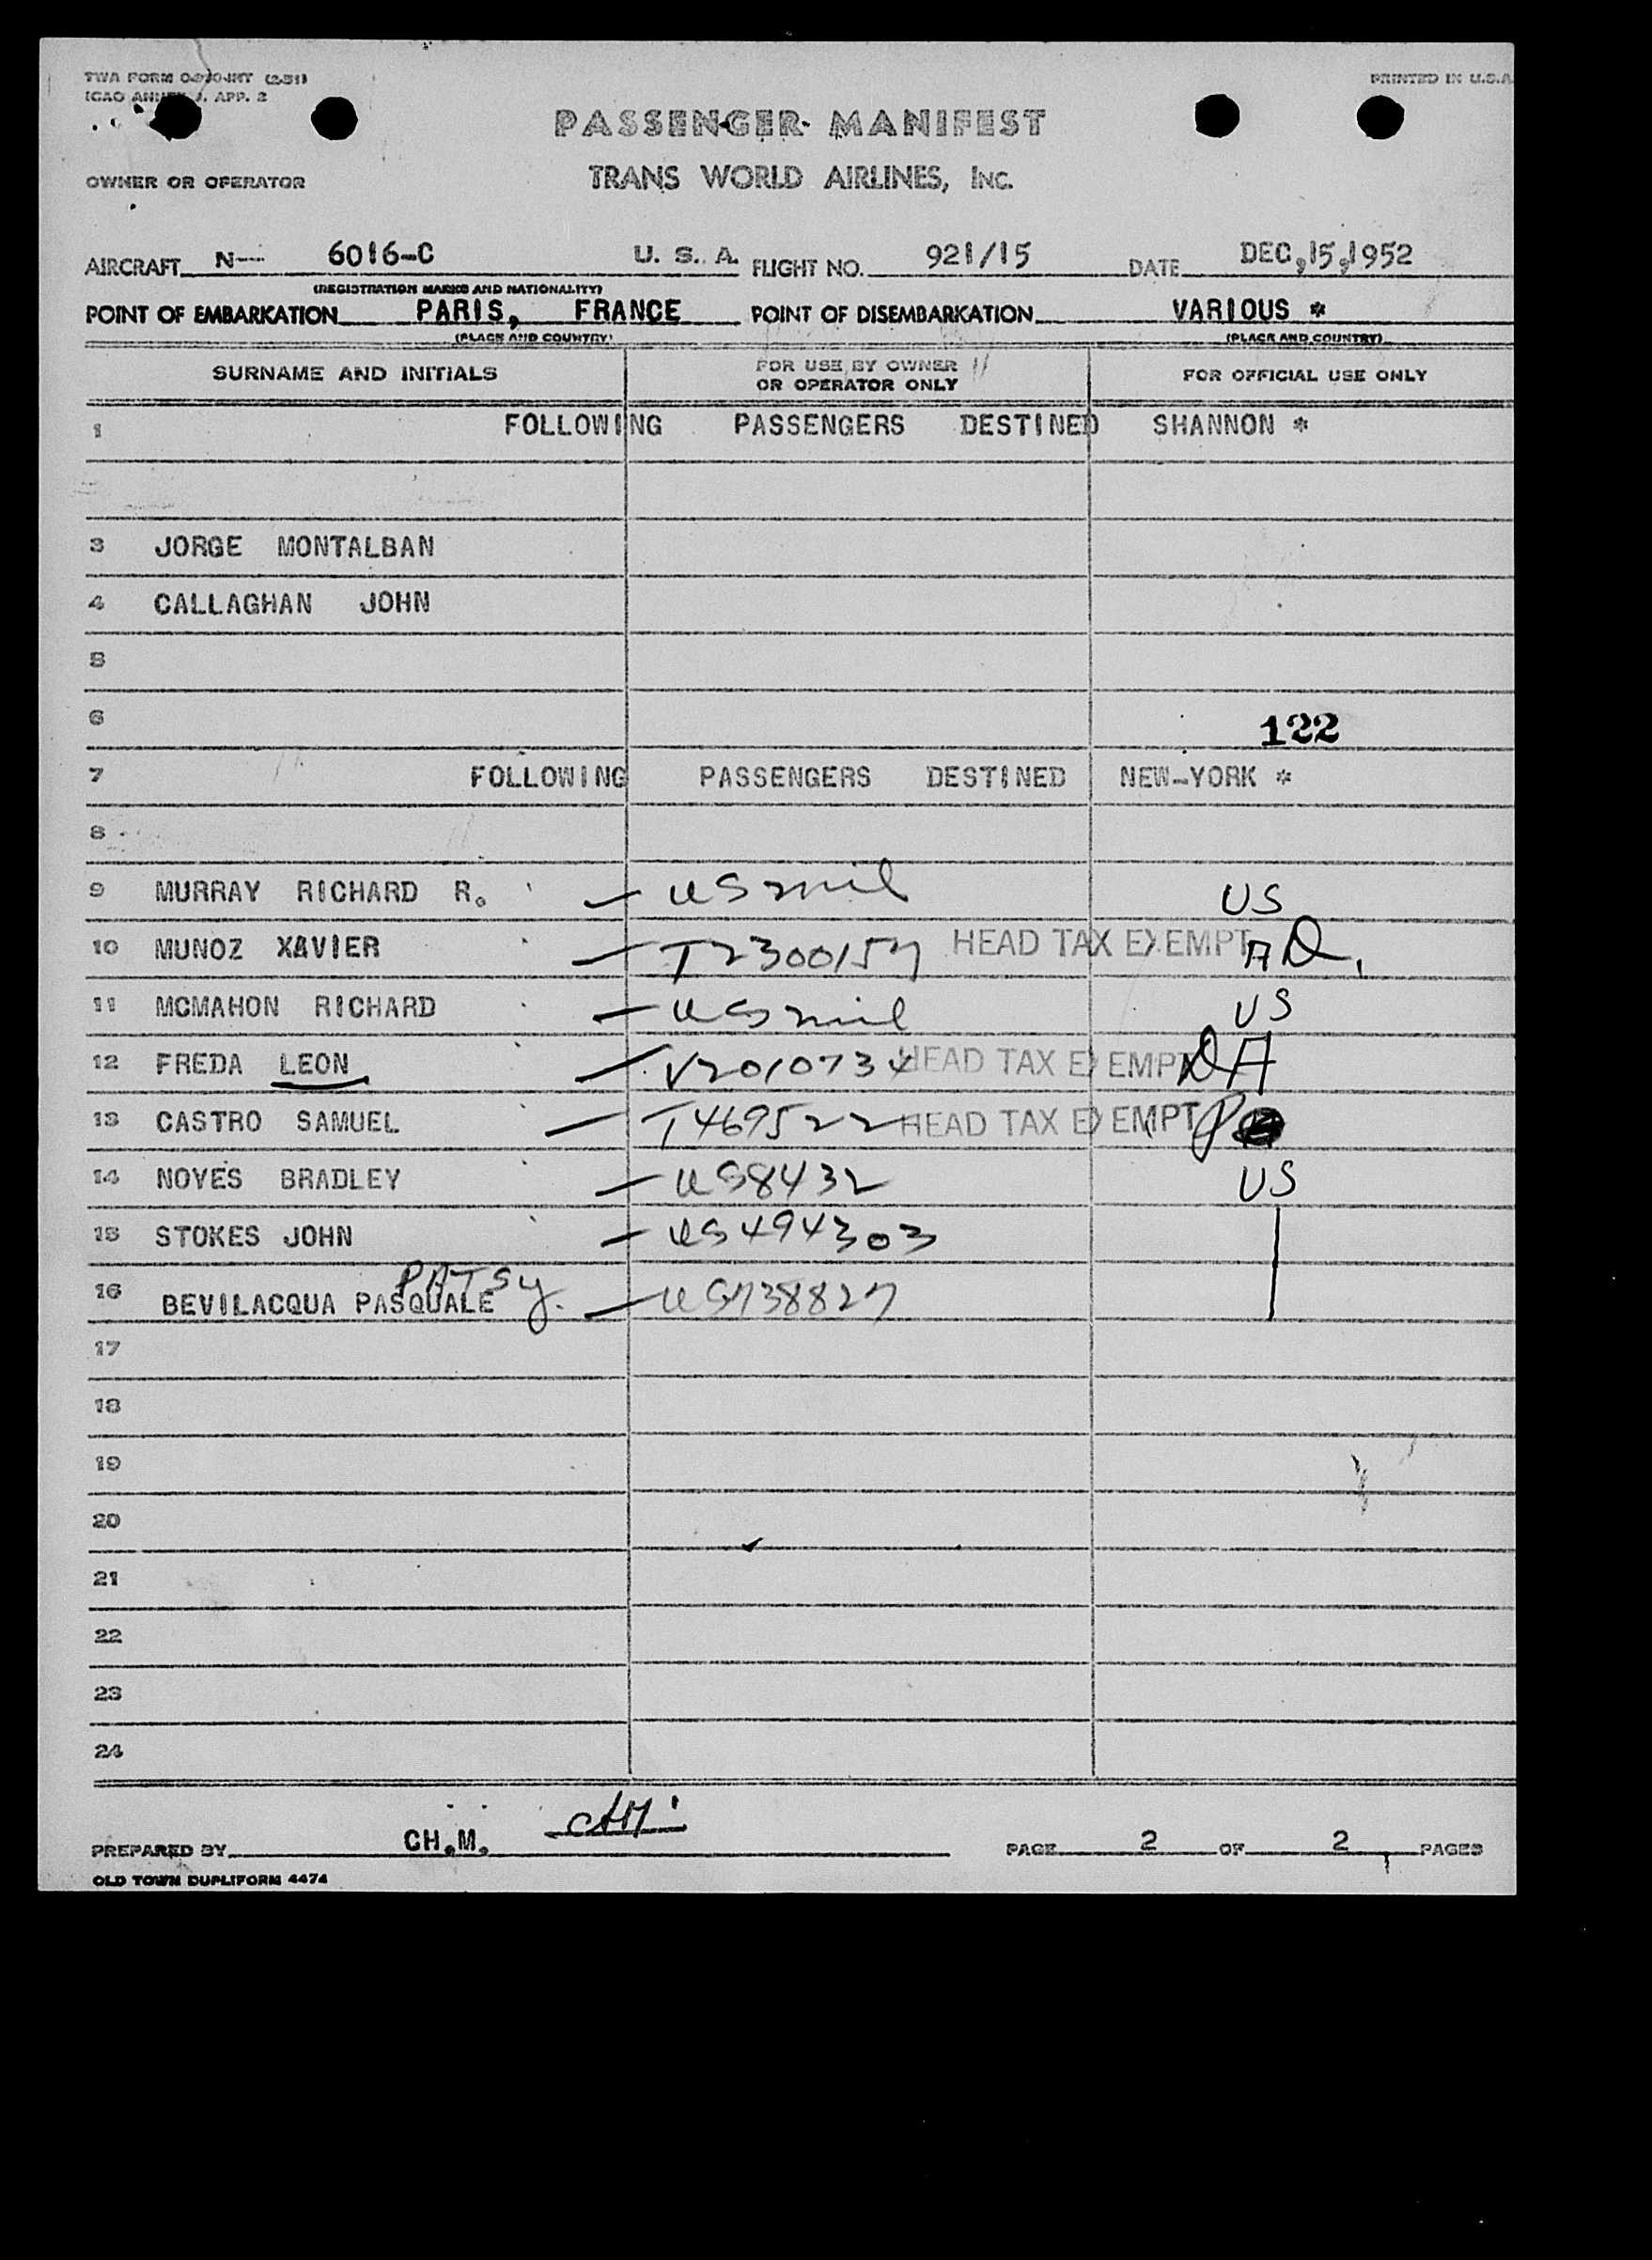 TWA FORM (2-51) PRINTED IN U.S.A.
ICAO ANNEX 9. APP. 2
PASSENGER MANIFEST
OWNER OR OPERATOR TRANS WORLD AIRLINES, INC.
AIRCRAFT N-- 6016-C U. S. A. FLIGHT NO. 921/15 DATE DEC,15,1952
(REGISTRATION MARKS AND NATIONALITY)
POINT OF EMBARKATION PARIS, FRANCE POINT OF DISEMBARKATION VARIOUS *
(PLACE AND COUNTRY) (PLACE AND COUNTRY)
SURNAME AND INITIALS FOR USE BY OWNER OR OPERATOR ONLY FOR OFFICIAL USE ONLY
1 FOLLOWING PASSENGERS DESTINED SHANNON *
3 JORGE MONTALBAN
4 CALLAGHAN JOHN
5
6 122
7 FOLLOWING PASSENGERS DESTINED NEW-YORK *
8
9 MURRAY RICHARD R. — US mil US
10 MUNOZ XAVIER — T2300157 HEAD TAX EXEMPT
11 MCMAHON RICHARD — US mil US
12 FREDA LEON — V2010734 HEAD TAX EXEMPT DA
13 CASTRO SAMUEL — T469522 HEAD TAX EXEMPT
14 NOYES BRADLEY — US8432 US
15 STOKES JOHN — US494303
PATSY
16 BEVILACQUA PASQUALE — US738827
17
18
19
20
21
22
23
24
PREPARED BY CH.M. PAGE 2 OF 2 PAGES
OLD TOWN DUPLIFORM 4474